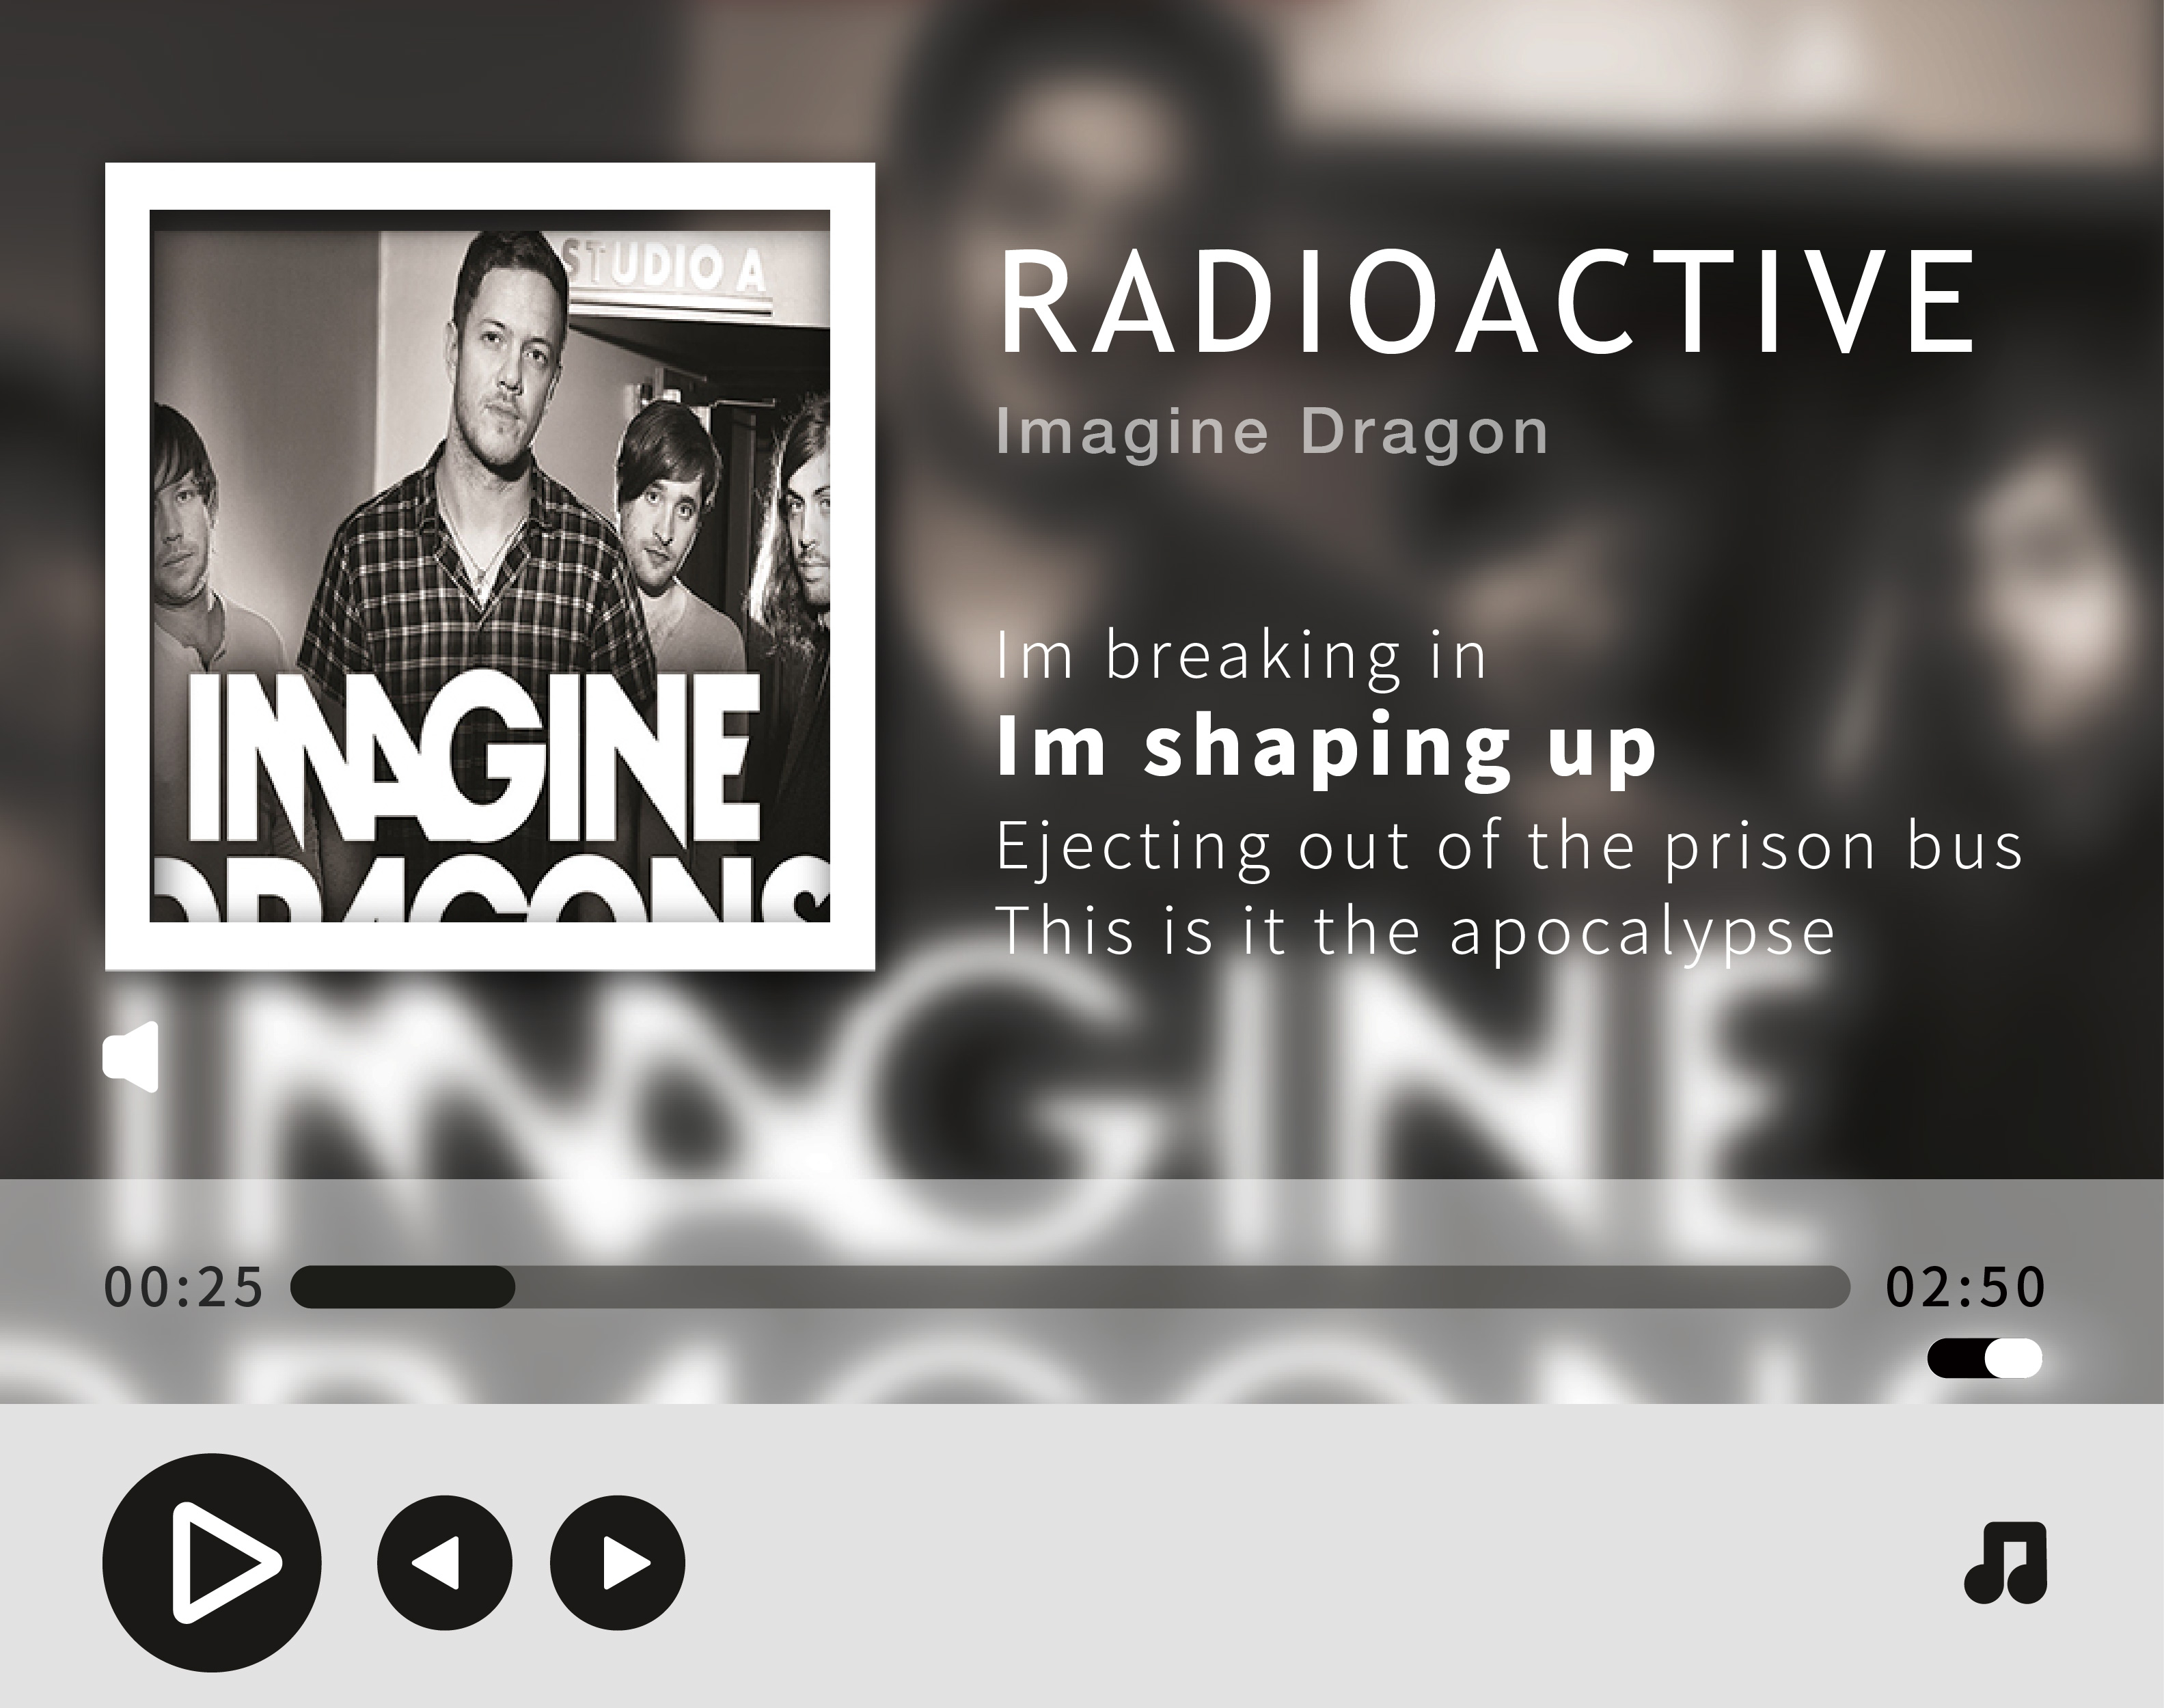 STUDIO A
IMAGINE
DRAGONS
RADIOACTIVE
Imagine Dragon
Im breaking in
Im shaping up
Ejecting out of the prison bus
This is it the apocalypse
IMAGINE
00:25
02:50